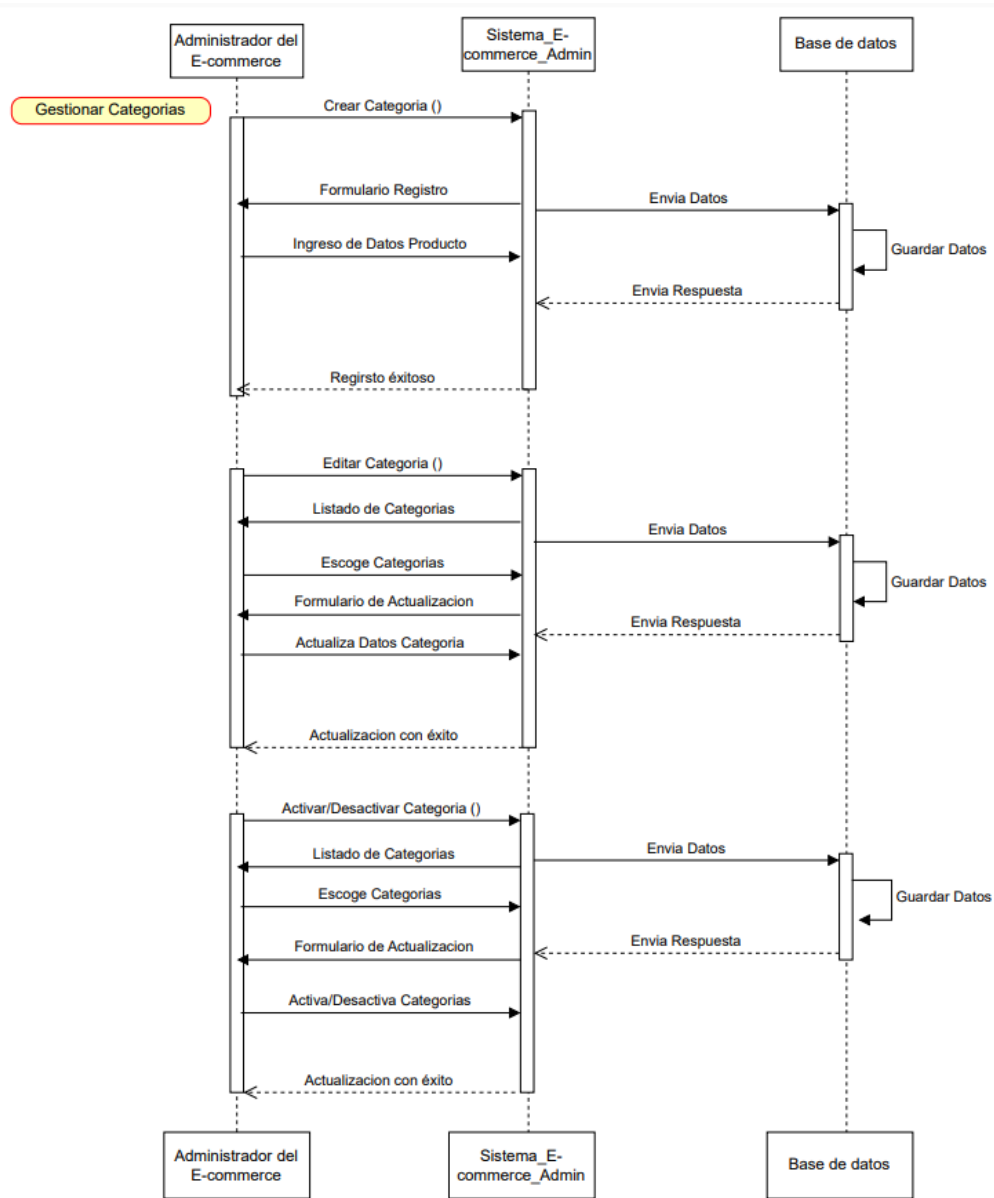 Administrador del
E-commerce
Sistema_E-
commerce_Admin
Base de datos
Gestionar Categorias
Crear Categoria ()
Formulario Registro
Envia Datos
Ingreso de Datos Producto
Guardar Datos
Envia Respuesta
Regirsto éxitoso
Editar Categoria ()
Listado de Categorias
Envia Datos
Escoge Categorias
Guardar Datos
Formulario de Actualizacion
Envia Respuesta
Actualiza Datos Categoria
Actualizacion con éxito
Activar/Desactivar Categoria ()
Listado de Categorias
Envia Datos
Escoge Categorias
Guardar Datos
Formulario de Actualizacion
Envia Respuesta
Activa/Desactiva Categorias
Actualizacion con éxito
Administrador del
E-commerce
Sistema_E-
commerce_Admin
Base de datos